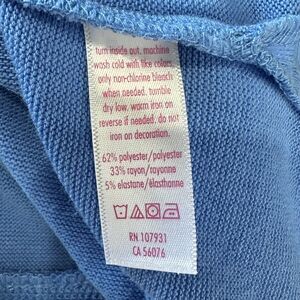 turn inside out. machine
wash cold with like colors.
only non-chlorine bleach
when needed. tumble
dry low. warm iron on
reverse if needed. do not
iron on decoration.
62% polyester/polyester
33% rayon/rayonne
5% elastane/élasthanne
RN 107931
CA 56076